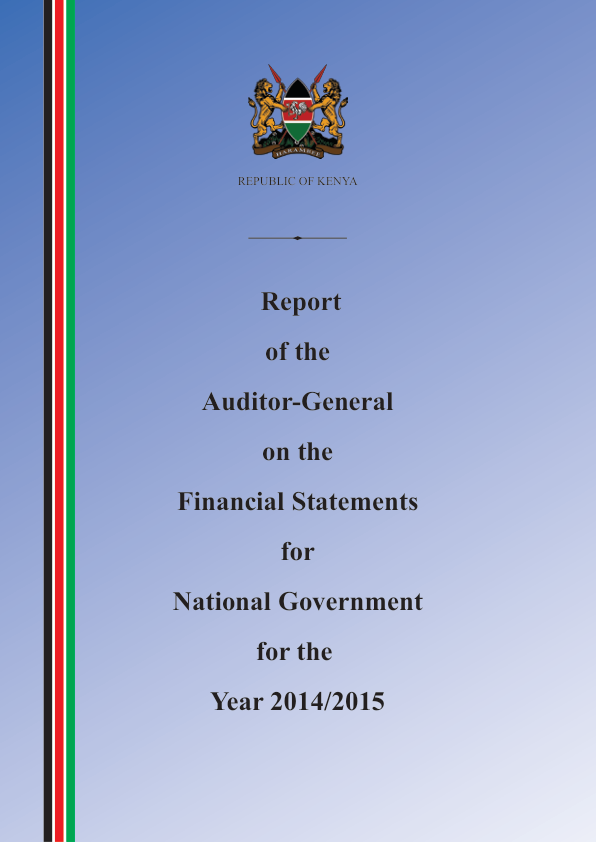 HARAMBEE
REPUBLIC OF KENYA
Report
of the
Auditor-General
on the
Financial Statements
for
National Government
for the
Year 2014/2015